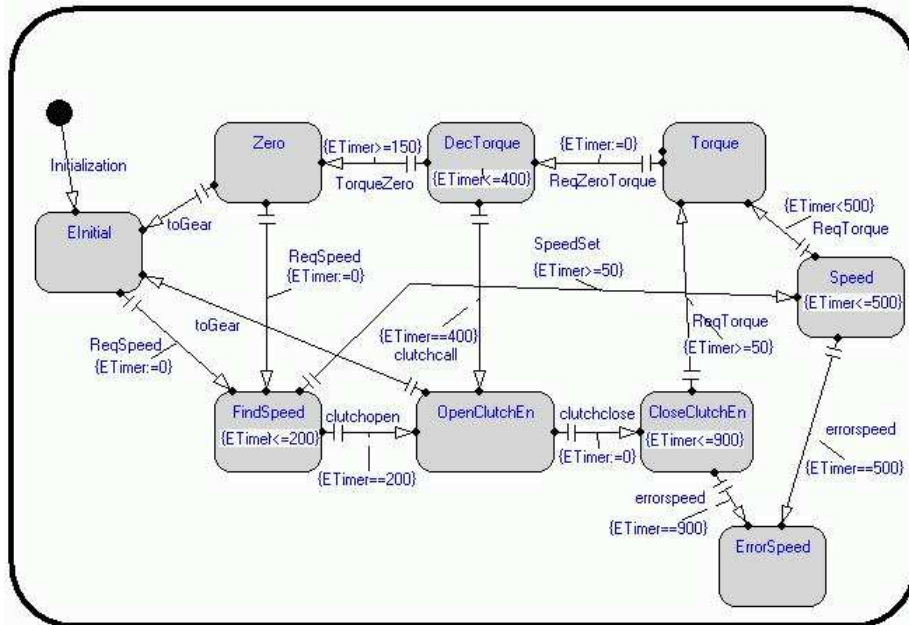 Initialization
EInitial
Zero
{ETimer>=150}
TorqueZero
DecTorque
{ETimer<=400}
{ETimer:=0}
ReqZeroTorque
Torque
toGear
{ETimer<500}
ReqTorque
ReqSpeed
{ETimer:=0}
SpeedSet
{ETimer>=50}
Speed
{ETimer<=500}
toGear
{ETimer==400}
clutchcall
ReqTorque
{ETimer>=50}
ReqSpeed
{ETimer:=0}
FindSpeed
{ETimer<=200}
clutchopen
{ETimer==200}
OpenClutchEn
clutchclose
{ETimer:=0}
CloseClutchEn
{ETimer<=900}
errorspeed
{ETimer==500}
errorspeed
{ETimer==900}
ErrorSpeed